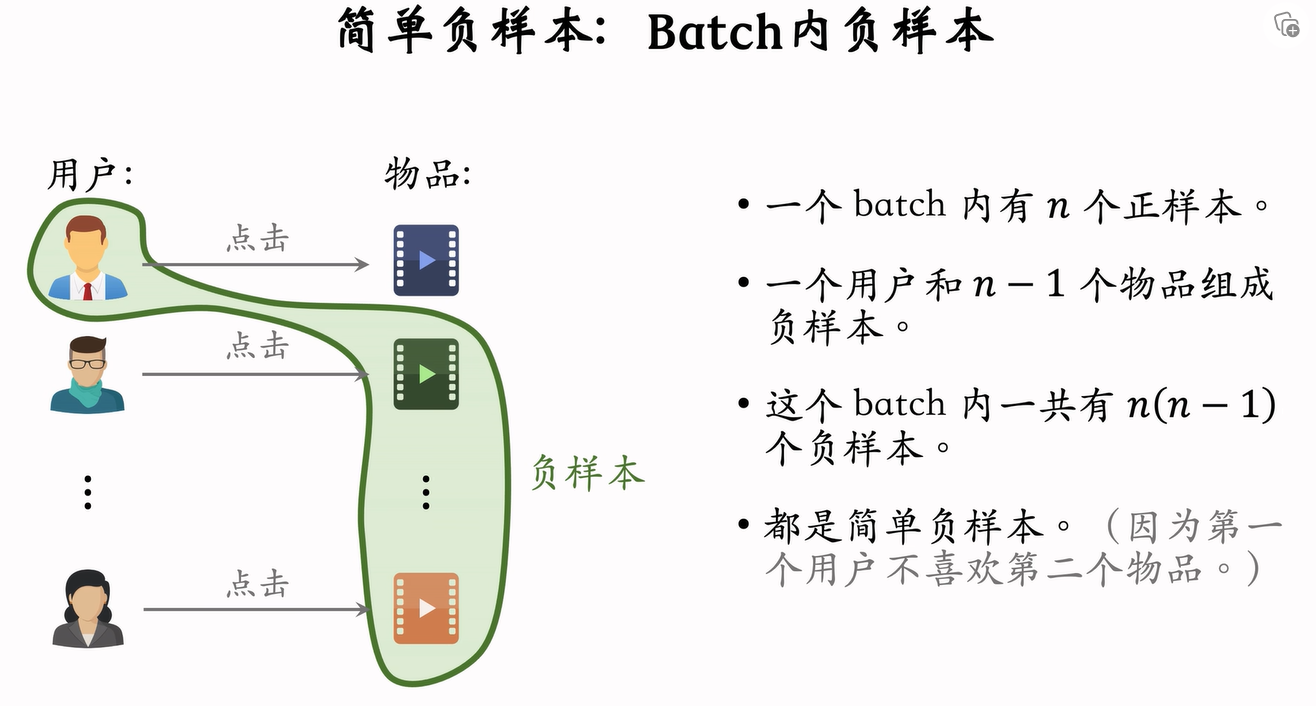 简单负样本：Batch内负样本
用户：
物品：
点击
点击
点击
负样本
• 一个 batch 内有 n 个正样本。
• 一个用户和 n − 1 个物品组成
负样本。
• 这个 batch 内一共有 n(n − 1)
个负样本。
• 都是简单负样本。（因为第一
个用户不喜欢第二个物品。）